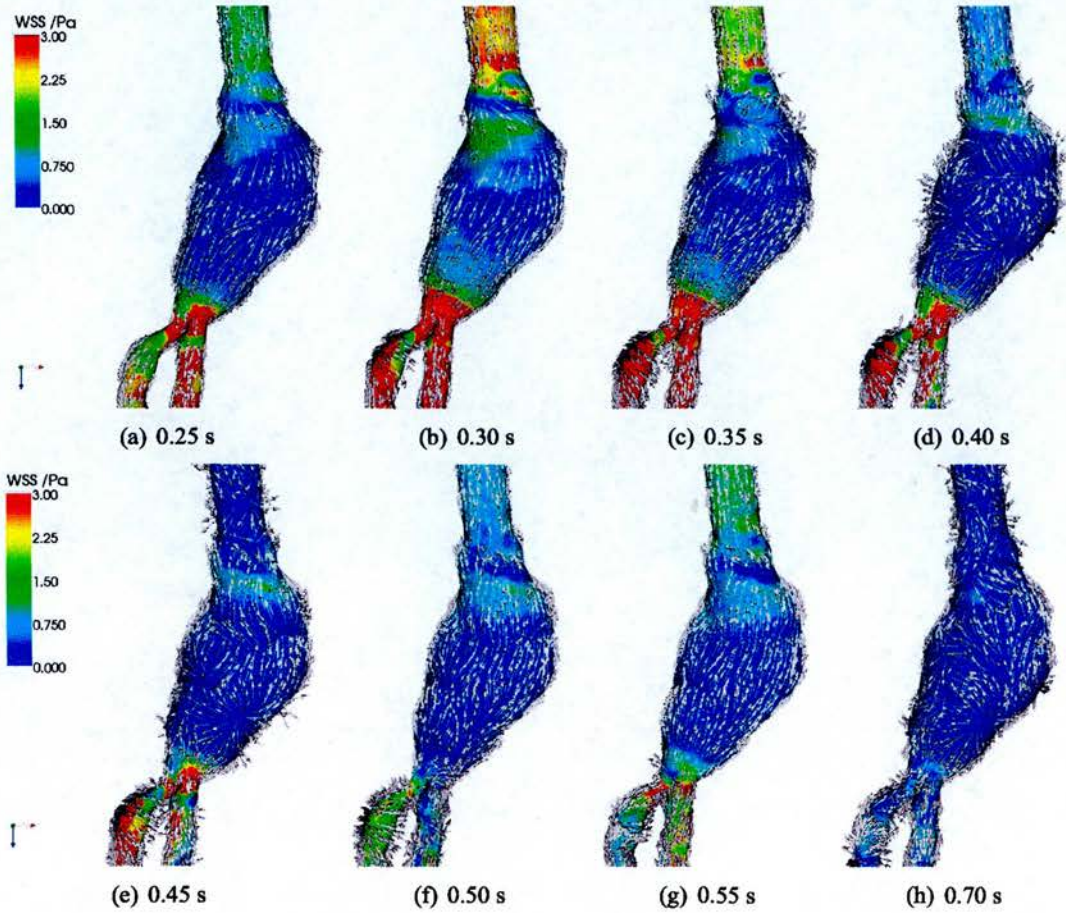 WSS /Pa
3.00
2.25
1.50
0.750
0.000
(a) 0.25 s
(b) 0.30 s
(c) 0.35 s
(d) 0.40 s
WSS /Pa
3.00
2.25
1.50
0.750
0.000
(e) 0.45 s
(f) 0.50 s
(g) 0.55 s
(h) 0.70 s